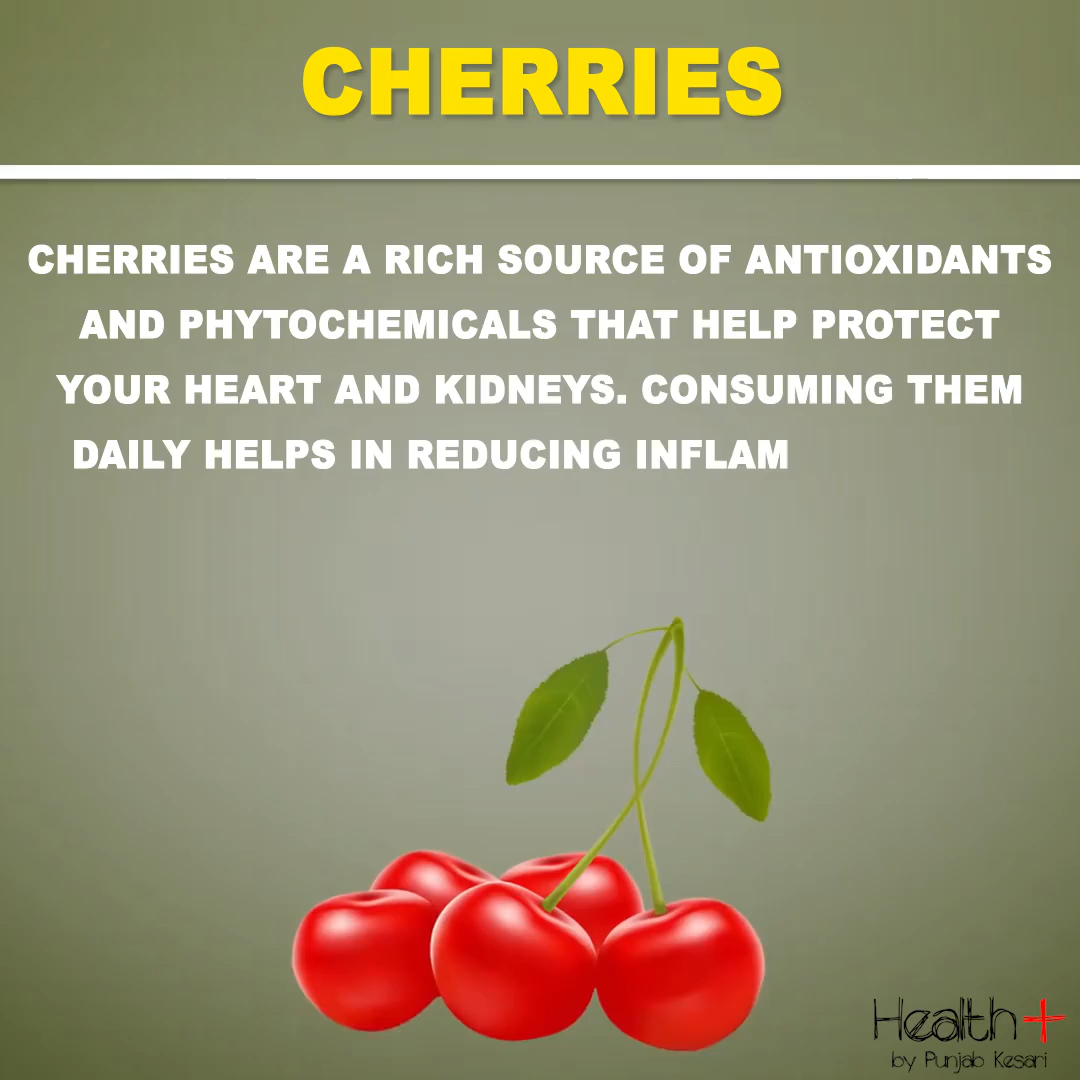 CHERRIES
CHERRIES ARE A RICH SOURCE OF ANTIOXIDANTS
AND PHYTOCHEMICALS THAT HELP PROTECT
YOUR HEART AND KIDNEYS. CONSUMING THEM
DAILY HELPS IN REDUCING INFLAM
Health+
by Punjab Kesari